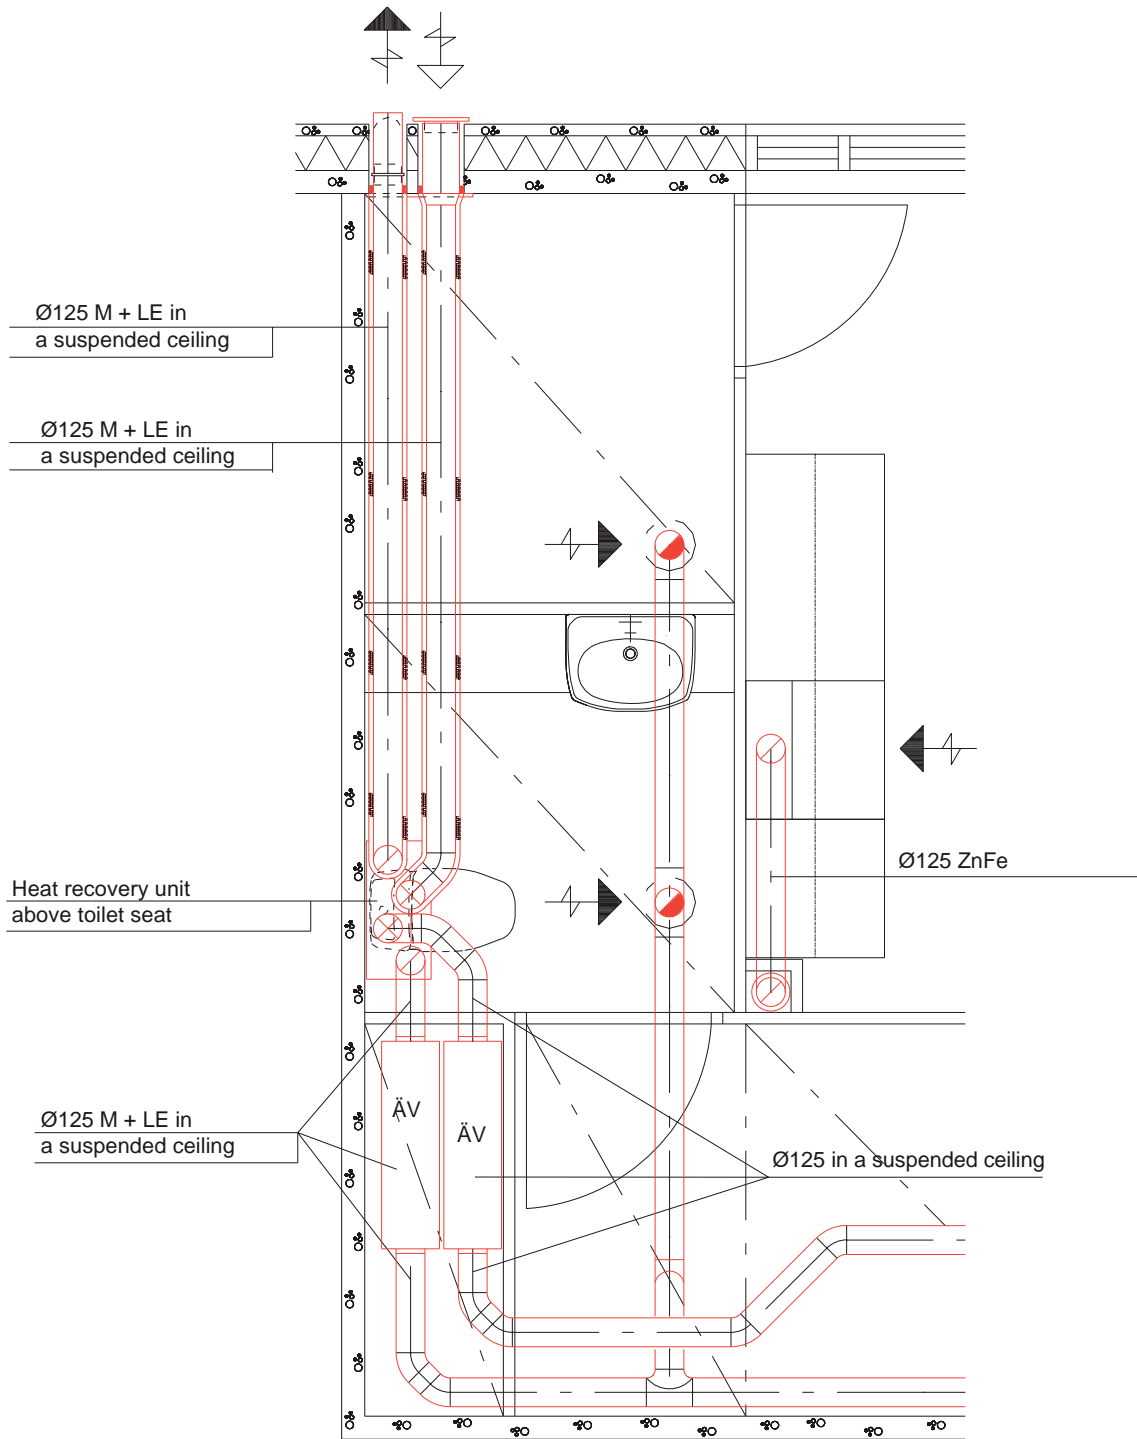 Ø125 M + LE in
a suspended ceiling
Ø125 M + LE in
a suspended ceiling
Ø125 ZnFe
Heat recovery unit
above toilet seat
ÄV
ÄV
Ø125 M + LE in
a suspended ceiling
Ø125 in a suspended ceiling